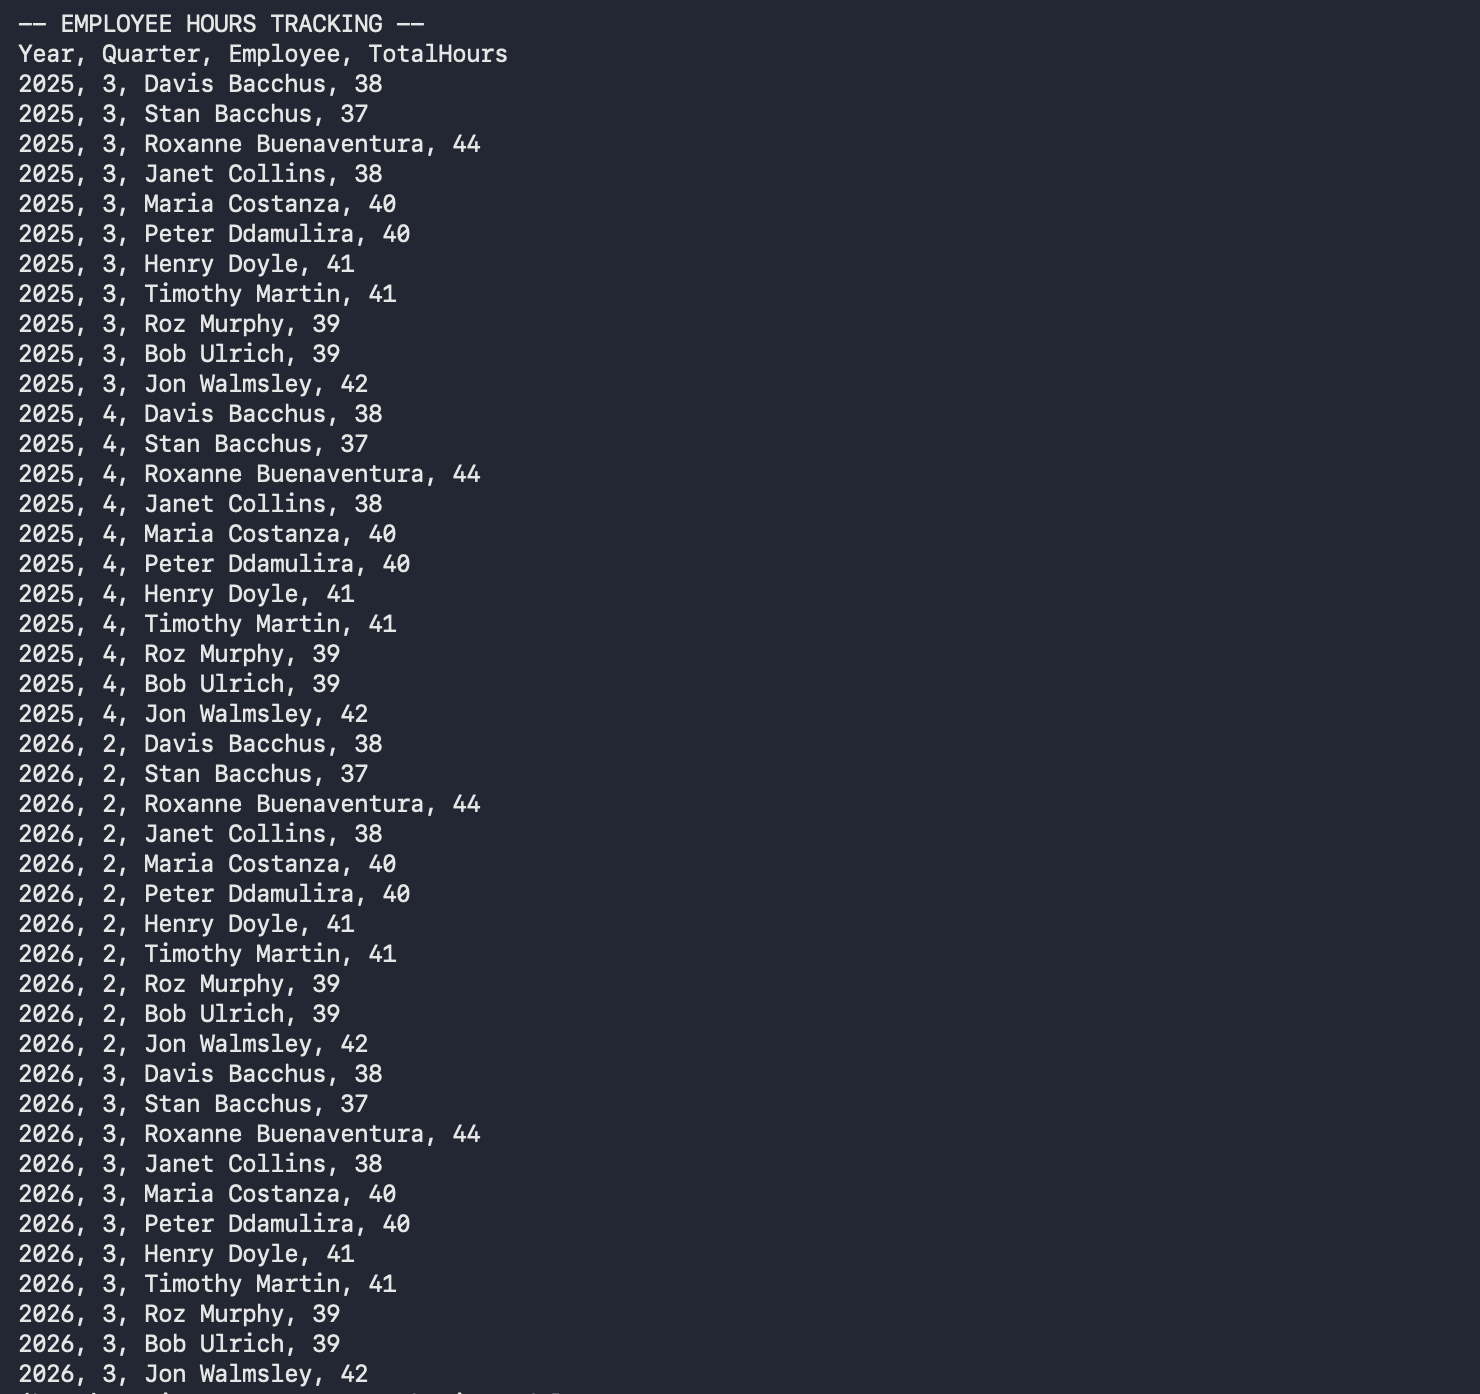 –– EMPLOYEE HOURS TRACKING ––
Year, Quarter, Employee, TotalHours
2025, 3, Davis Bacchus, 38
2025, 3, Stan Bacchus, 37
2025, 3, Roxanne Buenaventura, 44
2025, 3, Janet Collins, 38
2025, 3, Maria Costanza, 40
2025, 3, Peter Ddamulira, 40
2025, 3, Henry Doyle, 41
2025, 3, Timothy Martin, 41
2025, 3, Roz Murphy, 39
2025, 3, Bob Ulrich, 39
2025, 3, Jon Walmsley, 42
2025, 4, Davis Bacchus, 38
2025, 4, Stan Bacchus, 37
2025, 4, Roxanne Buenaventura, 44
2025, 4, Janet Collins, 38
2025, 4, Maria Costanza, 40
2025, 4, Peter Ddamulira, 40
2025, 4, Henry Doyle, 41
2025, 4, Timothy Martin, 41
2025, 4, Roz Murphy, 39
2025, 4, Bob Ulrich, 39
2025, 4, Jon Walmsley, 42
2026, 2, Davis Bacchus, 38
2026, 2, Stan Bacchus, 37
2026, 2, Roxanne Buenaventura, 44
2026, 2, Janet Collins, 38
2026, 2, Maria Costanza, 40
2026, 2, Peter Ddamulira, 40
2026, 2, Henry Doyle, 41
2026, 2, Timothy Martin, 41
2026, 2, Roz Murphy, 39
2026, 2, Bob Ulrich, 39
2026, 2, Jon Walmsley, 42
2026, 3, Davis Bacchus, 38
2026, 3, Stan Bacchus, 37
2026, 3, Roxanne Buenaventura, 44
2026, 3, Janet Collins, 38
2026, 3, Maria Costanza, 40
2026, 3, Peter Ddamulira, 40
2026, 3, Henry Doyle, 41
2026, 3, Timothy Martin, 41
2026, 3, Roz Murphy, 39
2026, 3, Bob Ulrich, 39
2026, 3, Jon Walmsley, 42